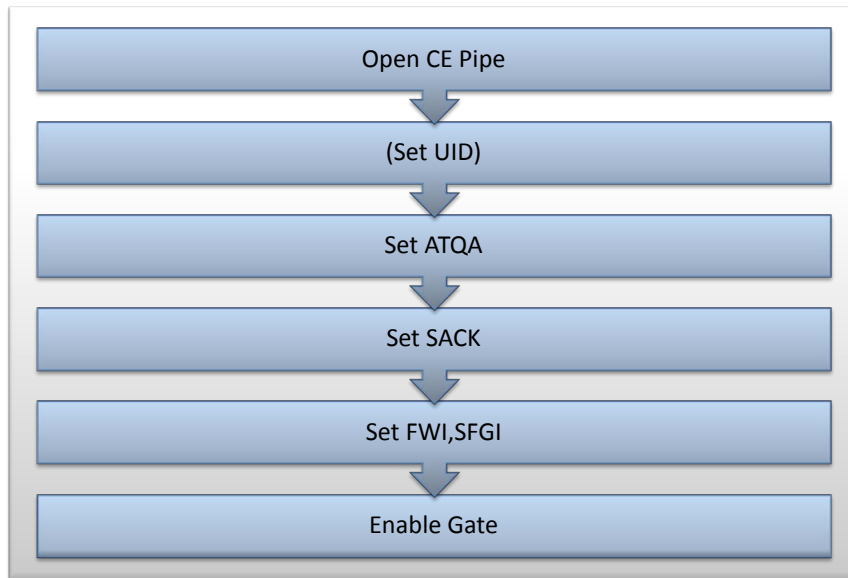 Open CE Pipe
(Set UID)
Set ATQA
Set SACK
Set FWI,SFGI
Enable Gate